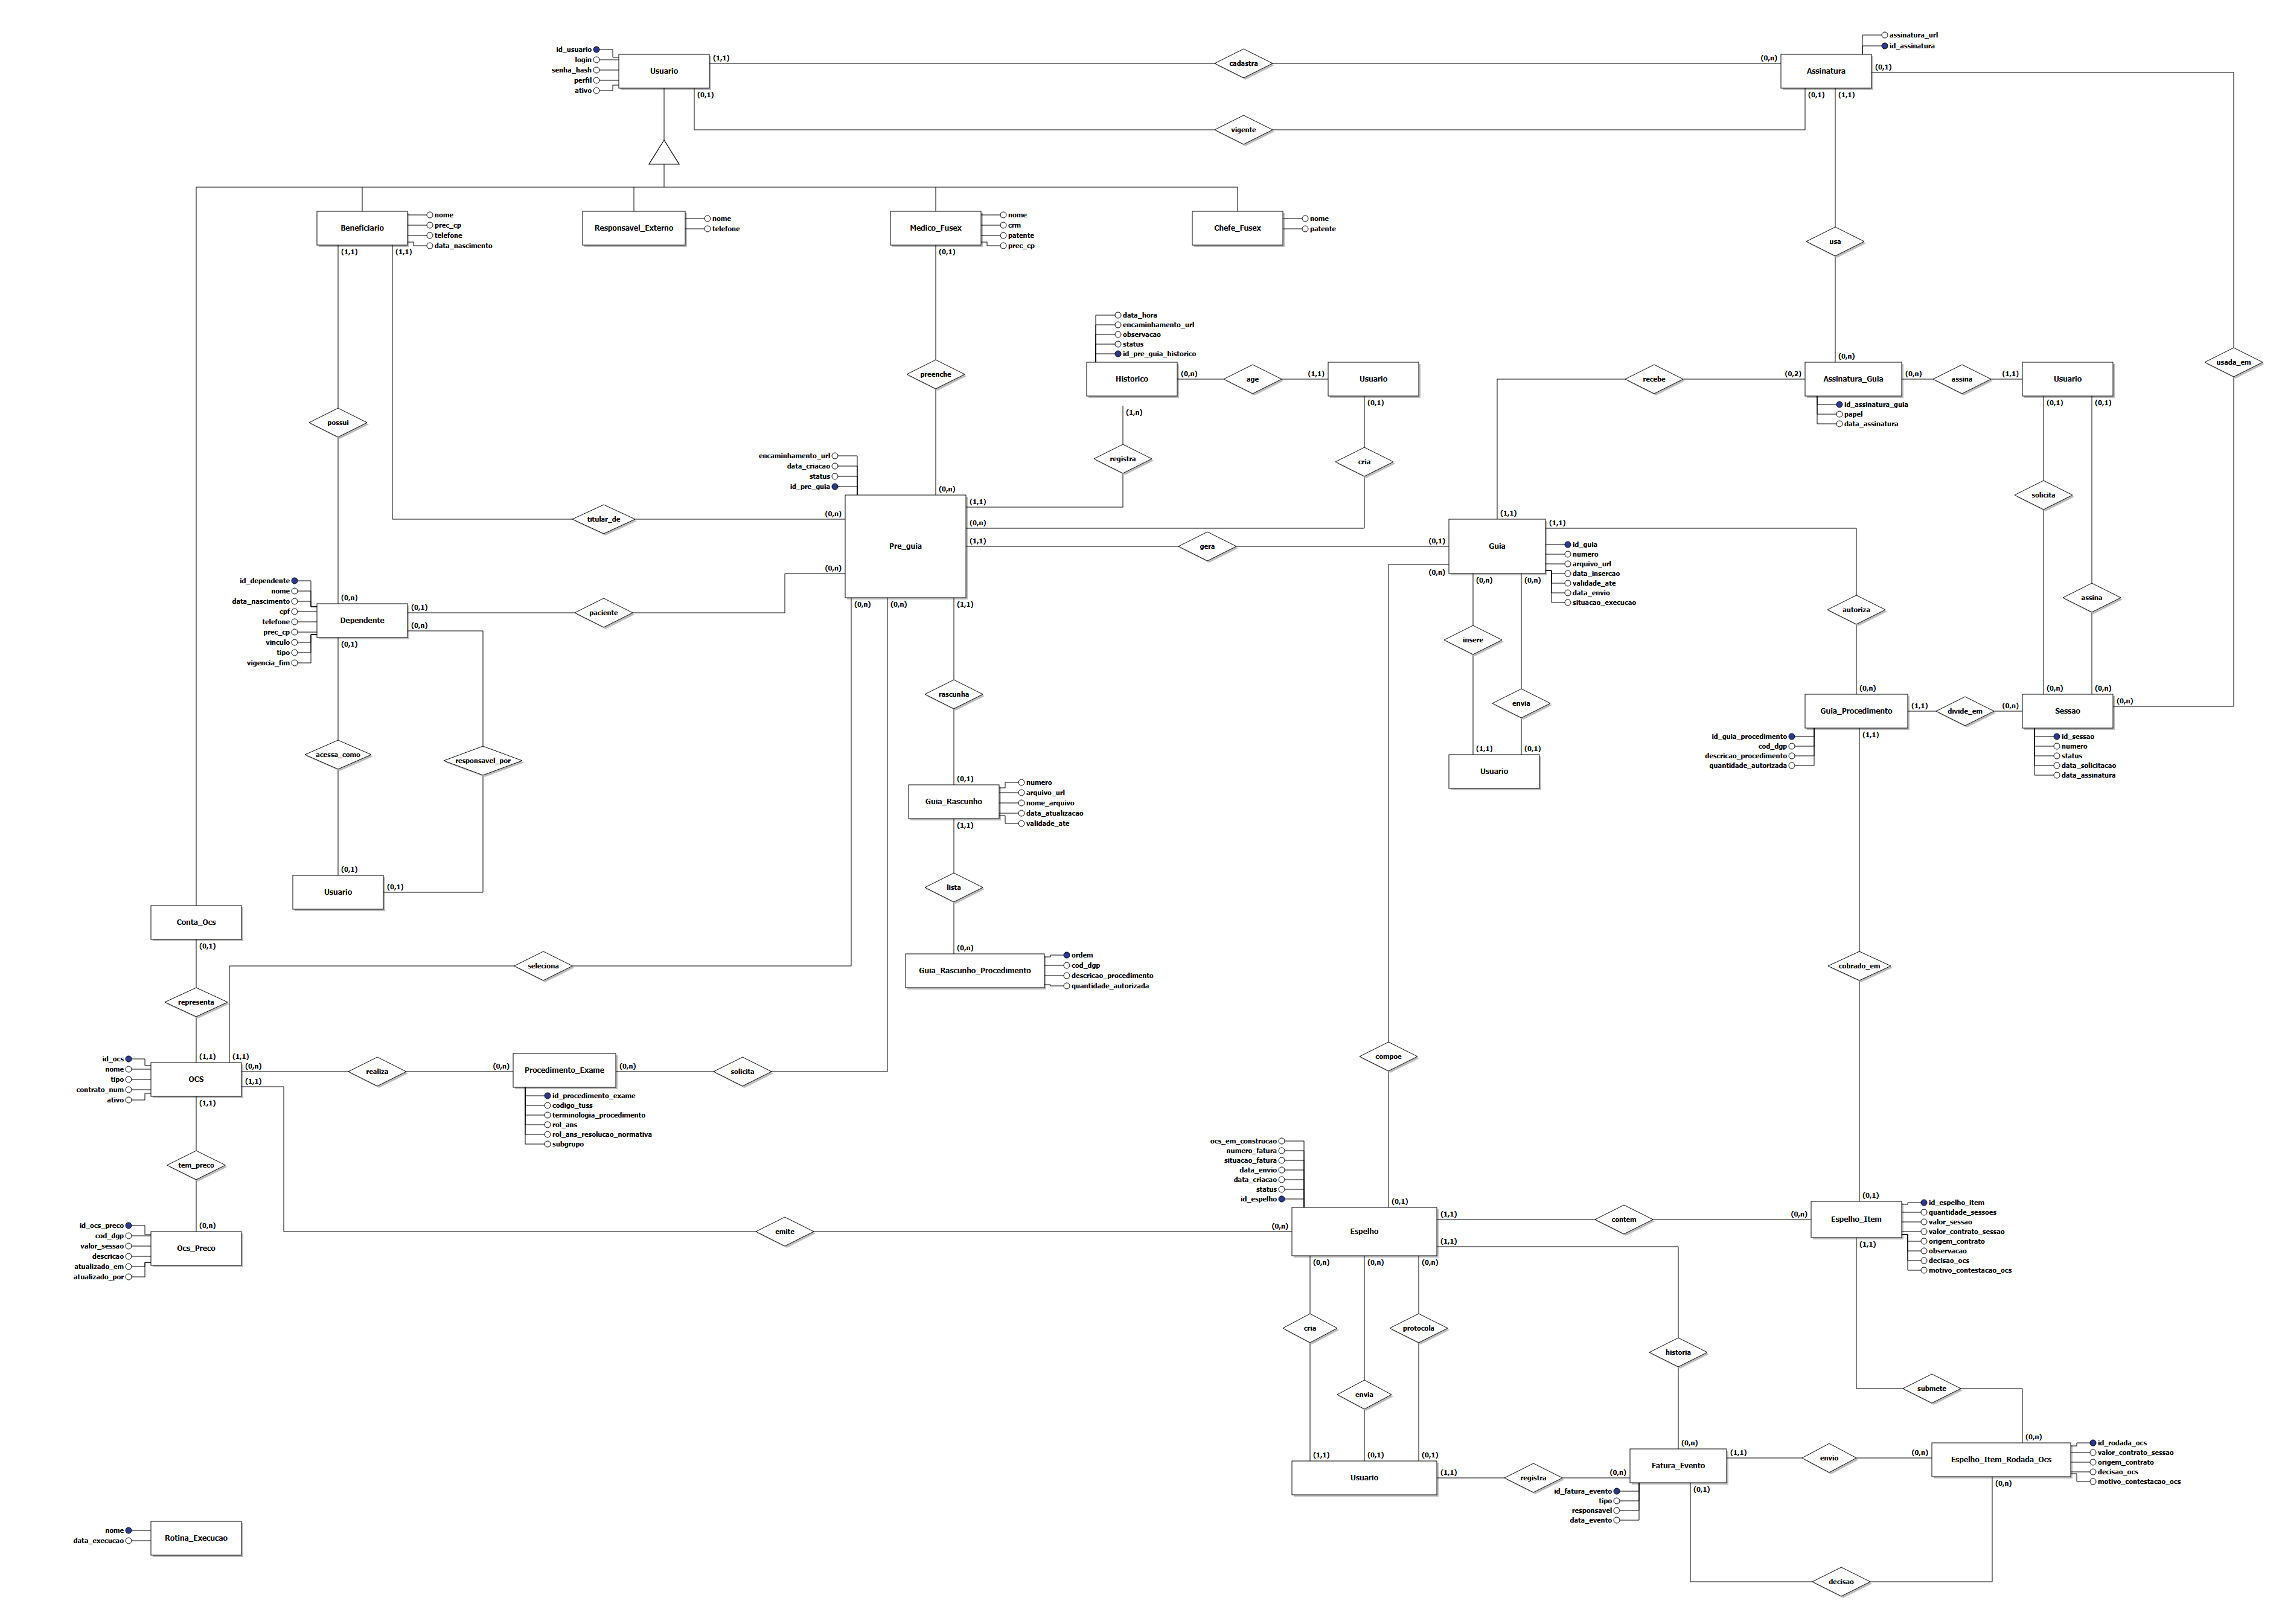 id_usuario
login
senha_hash
perfil
ativo
Usuario
(1,1)
(0,1)
cadastra
vigente
(0,n)
(0,1)
(1,1)
(0,1)
Assinatura
assinatura_url
id_assinatura
Beneficiario
nome
prec_cp
telefone
data_nascimento
(1,1)
(1,1)
Responsavel_Externo
nome
telefone
Medico_Fusex
nome
crm
patente
prec_cp
(0,1)
Chefe_Fusex
nome
patente
usa
usada_em
possui
preenche
data_hora
encaminhamento_url
observacao
status
id_pre_guia_historico
Historico
(0,n)
age
(1,1)
Usuario
(0,1)
(1,n)
registra
cria
recebe
(0,n)
(0,2)
Assinatura_Guia
(0,n)
assina
(1,1)
Usuario
(0,1)
(0,1)
id_assinatura_guia
papel
data_assinatura
solicita
assina
encaminhamento_url
data_criacao
status
id_pre_guia
(0,n)
Pre_guia
(0,n)
(0,n)
(1,1)
(0,n)
(1,1)
(0,n)
(0,n)
(1,1)
titular_de
gera
(0,1)
(1,1)
Guia
(1,1)
(0,n)
(0,n)
(0,n)
id_guia
numero
arquivo_url
data_insercao
validade_ate
data_envio
situacao_execucao
autoriza
id_dependente
nome
data_nascimento
cpf
telefone
prec_cp
vinculo
tipo
vigencia_fim
(0,n)
Dependente
(0,1)
(0,n)
(0,1)
paciente
insere
envia
(1,1)
(0,1)
Usuario
rascunha
(0,n)
Guia_Procedimento
(1,1)
(1,1)
divide_em
(0,n)
(0,n)
(0,n)
Sessao
(0,n)
id_guia_procedimento
cod_dgp
descricao_procedimento
quantidade_autorizada
id_sessao
numero
status
data_solicitacao
data_assinatura
acessa_como
responsavel_por
(0,1)
Guia_Rascunho
(1,1)
numero
arquivo_url
nome_arquivo
data_atualizacao
validade_ate
(0,1)
Usuario
(0,1)
lista
Conta_Ocs
(0,1)
seleciona
(0,n)
Guia_Rascunho_Procedimento
ordem
cod_dgp
descricao_procedimento
quantidade_autorizada
cobrado_em
representa
(1,1)
(1,1)
id_ocs
nome
tipo
contrato_num
ativo
OCS
(0,n)
(1,1)
(1,1)
realiza
(0,n)
Procedimento_Exame
(0,n)
solicita
compoe
id_procedimento_exame
codigo_tuss
terminologia_procedimento
rol_ans
rol_ans_resolucao_normativa
subgrupo
tem_preco
(0,n)
id_ocs_preco
cod_dgp
valor_sessao
descricao
atualizado_em
atualizado_por
Ocs_Preco
emite
ocs_em_construcao
numero_fatura
situacao_fatura
data_envio
data_criacao
status
id_espelho
(0,1)
(0,n)
Espelho
(1,1)
(1,1)
(0,n)
(0,n)
(0,n)
contem
(0,1)
(0,n)
Espelho_Item
(1,1)
id_espelho_item
quantidade_sessoes
valor_sessao
valor_contrato_sessao
origem_contrato
observacao
decisao_ocs
motivo_contestacao_ocs
cria
protocola
historia
envia
submete
(1,1)
(0,1)
(0,1)
Usuario
(1,1)
registra
(0,n)
(0,n)
Fatura_Evento
(1,1)
(0,1)
id_fatura_evento
tipo
responsavel
data_evento
envio
(0,n)
(0,n)
Espelho_Item_Rodada_Ocs
(0,n)
id_rodada_ocs
valor_contrato_sessao
origem_contrato
decisao_ocs
motivo_contestacao_ocs
decisao
nome
data_execucao
Rotina_Execucao